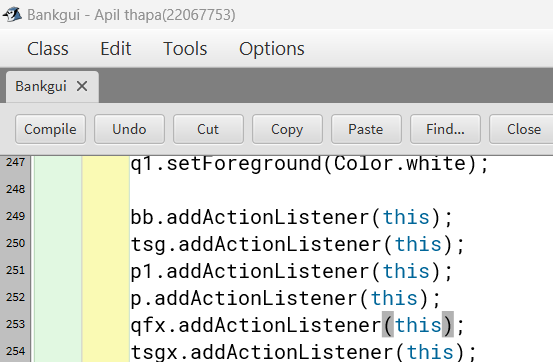 Bankgui - Apil thapa(22067753)
Class Edit Tools Options
Bankgui ×
Compile Undo Cut Copy Paste Find... Close
247 q1.setForeground(Color.white);
248
249 bb.addActionListener(this);
250 tsg.addActionListener(this);
251 p1.addActionListener(this);
252 p.addActionListener(this);
253 qfx.addActionListener(this);
254 tsgx.addActionListener(this);